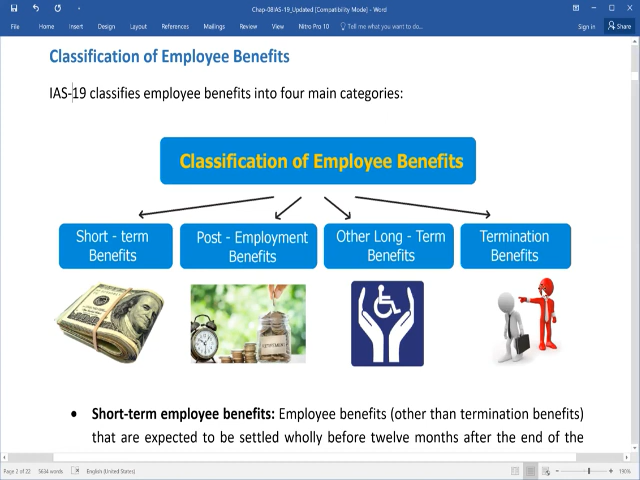 Chap-08IAS-19_Updated [Compatibility Mode] - Word
File Home Insert Design Layout References Mailings Review View Nitro Pro 10 Tell me what you want to do... Sign in Share
Classification of Employee Benefits
IAS-19 classifies employee benefits into four main categories:
Classification of Employee Benefits
Short - term
Benefits
Post - Employment
Benefits
Other Long - Term
Benefits
Termination
Benefits
• Short-term employee benefits: Employee benefits (other than termination benefits)
that are expected to be settled wholly before twelve months after the end of the
Page 2 of 22 5634 words English (United States) 190%